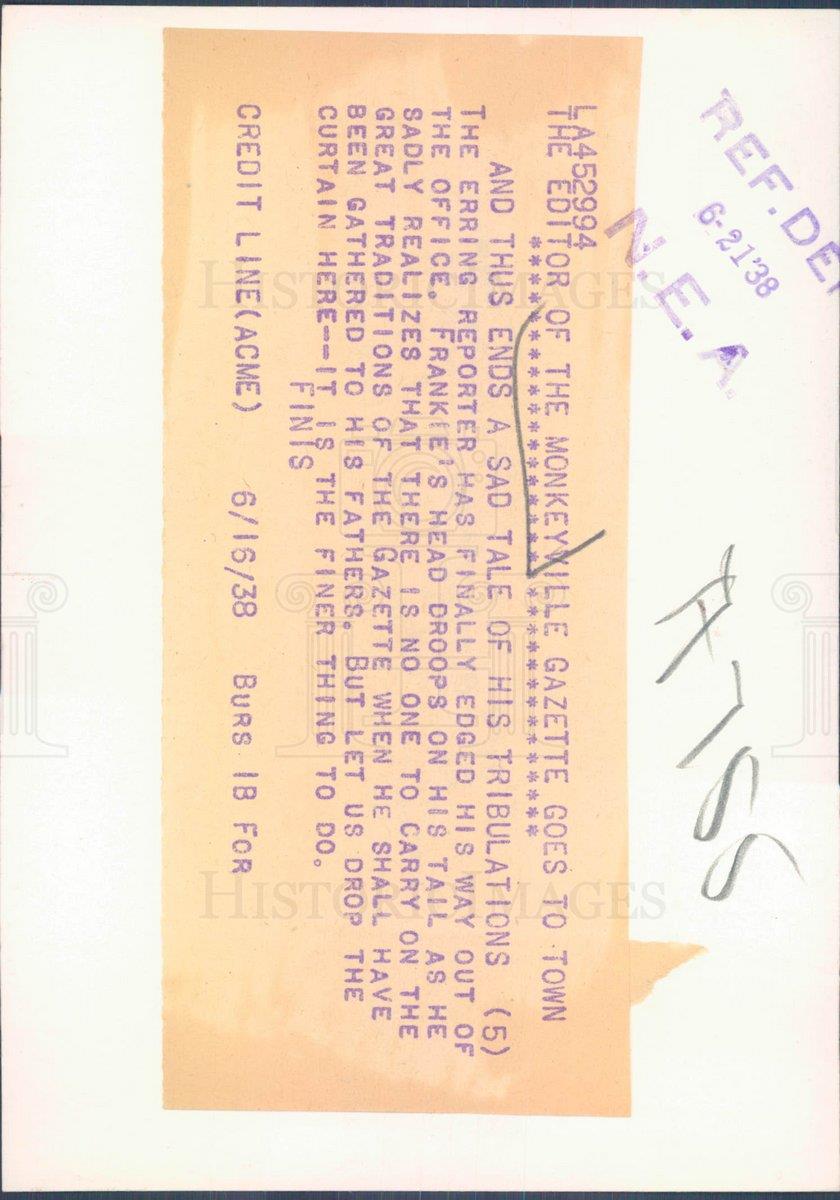 LA452994
THE EDITOR OF THE MONKEYVILLE GAZETTE GOES TO TOWN
************************************
AND THUS ENDS A SAD TALE OF HIS TRIBULATIONS (5)
THE ERRING REPORTER HAS FINALLY EDGED HIS WAY OUT OF
THE OFFICE. FRANKIE'S HEAD DROOPS ON HIS TAIL AS HE
SADLY REALIZES THAT THERE IS NO ONE TO CARRY ON THE
GREAT TRADITIONS OF THE GAZETTE WHEN HE SHALL HAVE
BEEN GATHERED TO HIS FATHERS. BUT LET US DROP THE
CURTAIN HERE--IT IS THE FINER THING TO DO.
FINIS
CREDIT LINE(ACME) 6/16/38 BURS IB FOR
REF. DE
6-21'38
N. E. A.
HISTORIC IMAGES
HISTORIC IMAGES